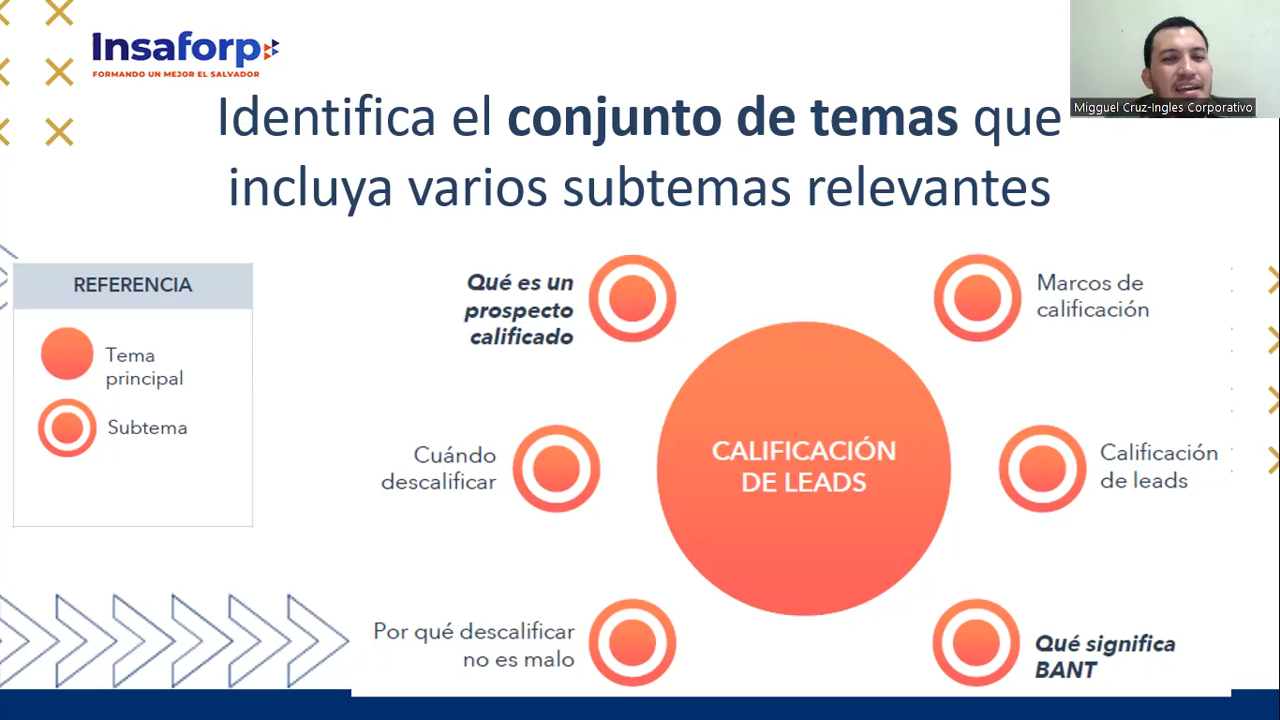 Insaforp
FORMANDO UN MEJOR EL SALVADOR
Migguel Cruz-Ingles Corporativo
Identifica el conjunto de temas que
incluya varios subtemas relevantes
REFERENCIA
Tema
principal
Subtema
Qué es un
prospecto
calificado
Marcos de
calificación
Cuándo
descalificar
CALIFICACIÓN
DE LEADS
Calificación
de leads
Por qué descalificar
no es malo
Qué significa
BANT